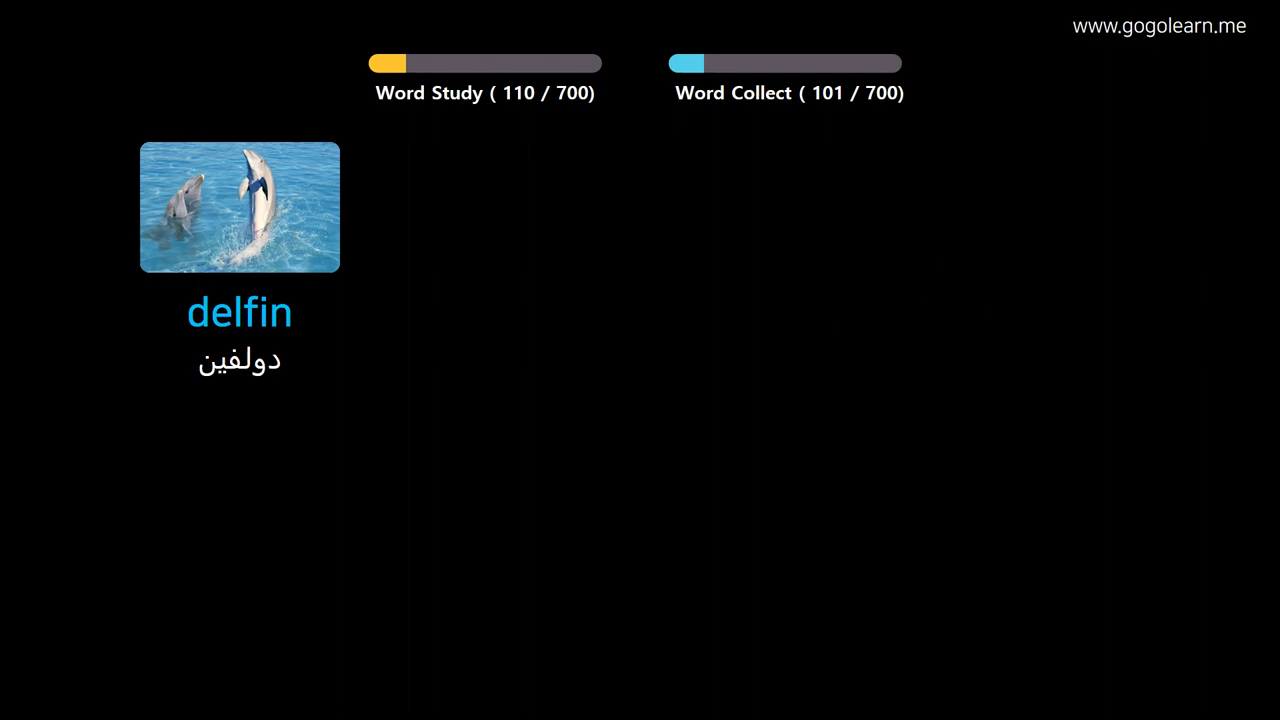 www.gogolearn.me
Word Study ( 110 / 700)
Word Collect ( 101 / 700)
delfin
دولفين